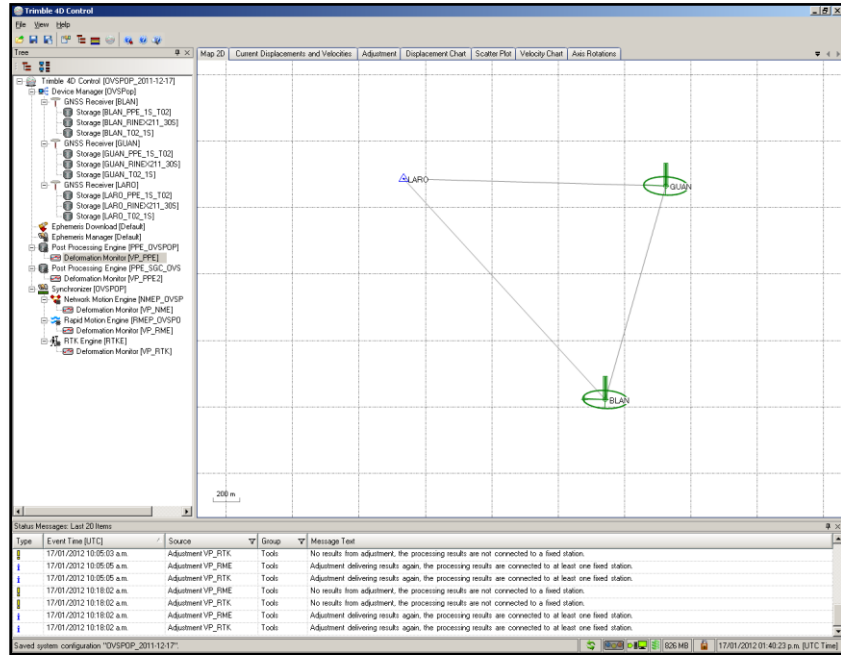 Trimble 4D Control
File View Help
Tree
Map 2D Current Displacements and Velocities Adjustment Displacement Chart Scatter Plot Velocity Chart Axis Rotations
Trimble 4D Control [OVSPOP_2011-12-17]
Device Manager [OVSPop]
GNSS Receiver [BLAN]
Storage [BLAN_PPE_1S_T02]
Storage [BLAN_RINEX211_30S]
Storage [BLAN_T02_1S]
GNSS Receiver [GUAN]
Storage [GUAN_PPE_1S_T02]
Storage [GUAN_RINEX211_30S]
Storage [GUAN_T02_1S]
GNSS Receiver [LARO]
Storage [LARO_PPE_1S_T02]
Storage [LARO_RINEX211_30S]
Storage [LARO_T02_1S]
Ephemeris Download [Default]
Ephemeris Manager [Default]
Post Processing Engine [PPE_OVSPOP]
Deformation Monitor [VP_PPE]
Post Processing Engine [PPE_SGC_OVS
Deformation Monitor [VP_PPE2]
Synchronizer [OVSPOP]
Network Motion Engine [NMEP_OVSP
Deformation Monitor [VP_NME]
Rapid Motion Engine [RMEP_OVSPO
Deformation Monitor [VP_RME]
RTK Engine [RTKE]
Deformation Monitor [VP_RTK]
LARO
GUAN
BLAN
200 m
Status Messages: Last 20 Items
Type Event Time [UTC] Source Group Message Text
17/01/2012 10:05:03 a.m. Adjustment VP_RTK Tools No results from adjustment, the processing results are not connected to a fixed station.
17/01/2012 10:05:05 a.m. Adjustment VP_RME Tools Adjustment delivering results again, the processing results are connected to at least one fixed station.
17/01/2012 10:05:05 a.m. Adjustment VP_RTK Tools Adjustment delivering results again, the processing results are connected to at least one fixed station.
17/01/2012 10:18:02 a.m. Adjustment VP_RME Tools No results from adjustment, the processing results are not connected to a fixed station.
17/01/2012 10:18:02 a.m. Adjustment VP_RTK Tools No results from adjustment, the processing results are not connected to a fixed station.
17/01/2012 10:18:02 a.m. Adjustment VP_RME Tools Adjustment delivering results again, the processing results are connected to at least one fixed station.
17/01/2012 10:18:02 a.m. Adjustment VP_RTK Tools Adjustment delivering results again, the processing results are connected to at least one fixed station.
Saved system configuration "OVSPOP_2011-12-17". 826 MB 17/01/2012 01:40:23 p.m. [UTC Time]